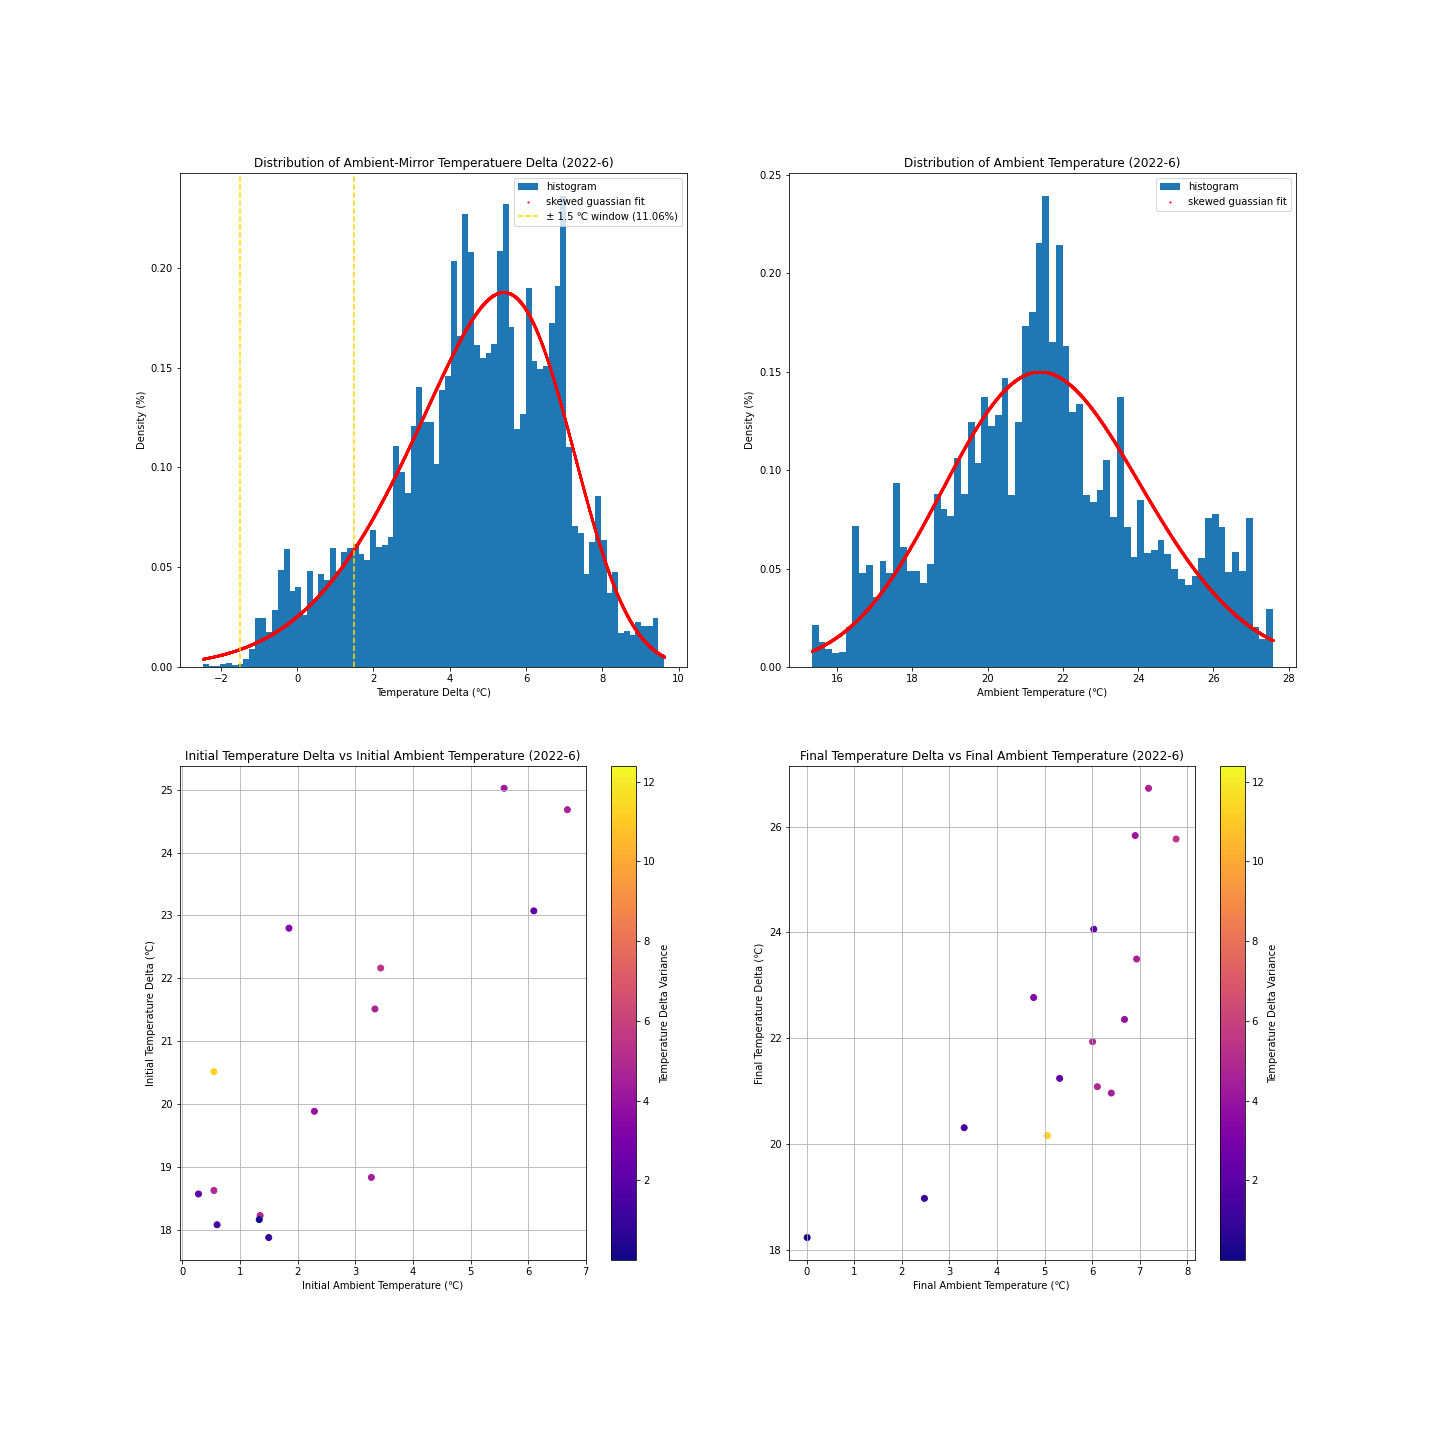 Distribution of Ambient-Mirror Temperatuere Delta (2022-6)
histogram
skewed guassian fit
± 1.5 ℃ window (11.06%)
Density (%)
0.20
0.15
0.10
0.05
0.00
−2 0 2 4 6 8 10
Temperature Delta (℃)
Distribution of Ambient Temperature (2022-6)
histogram
skewed guassian fit
Density (%)
0.25
0.20
0.15
0.10
0.05
0.00
16 18 20 22 24 26 28
Ambient Temperature (℃)
Initial Temperature Delta vs Initial Ambient Temperature (2022-6)
Initial Temperature Delta (℃)
25
24
23
22
21
20
19
18
0 1 2 3 4 5 6 7
Initial Ambient Temperature (℃)
12
10
8
6
4
2
Temperature Delta Variance
Final Temperature Delta vs Final Ambient Temperature (2022-6)
Final Temperature Delta (℃)
26
24
22
20
18
0 1 2 3 4 5 6 7 8
Final Ambient Temperature (℃)
12
10
8
6
4
2
Temperature Delta Variance